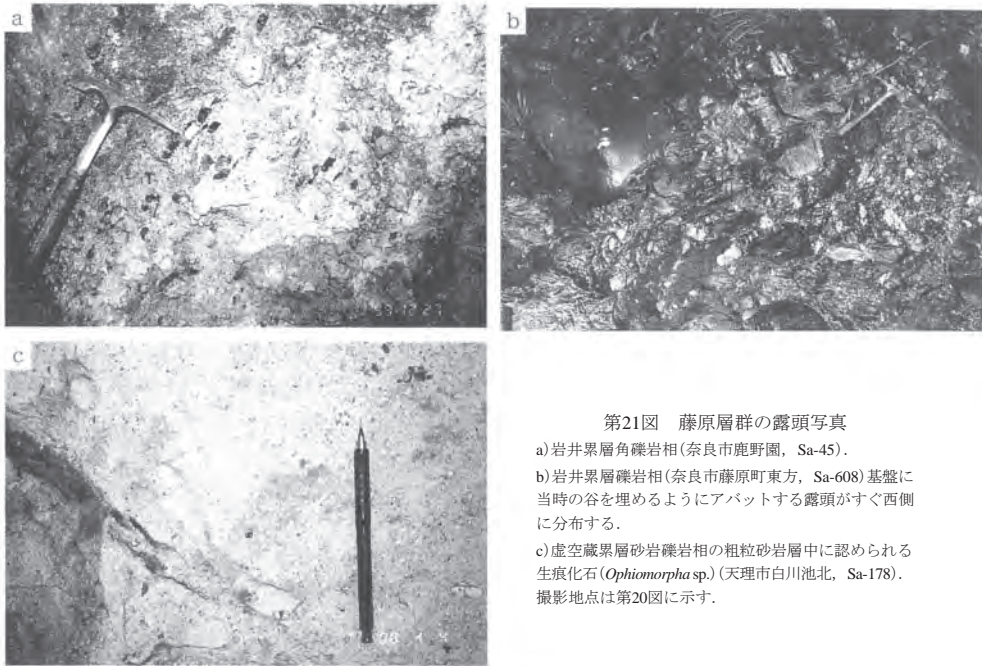 a
b
c
第21図 藤原層群の露頭写真
a)岩井累層角礫岩相(奈良市鹿野園, Sa-45).
b)岩井累層礫岩相(奈良市藤原町東方, Sa-608)基盤に
当時の谷を埋めるようにアバットする露頭がすぐ西側
に分布する.
c)虚空蔵累層砂岩礫岩相の粗粒砂岩層中に認められる
生痕化石(Ophiomorpha sp.)(天理市白川池北, Sa-178).
撮影地点は第20図に示す.